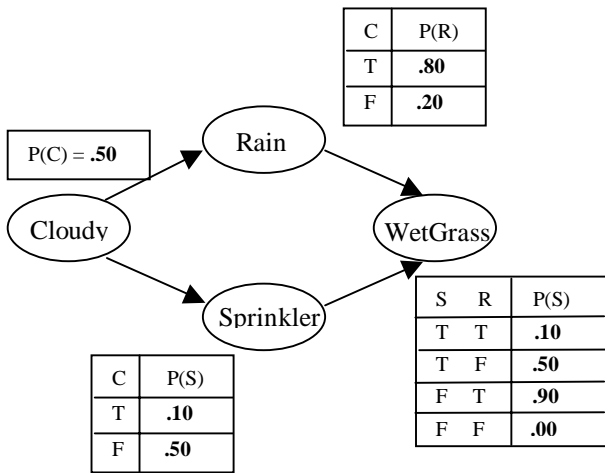 C P(R)
T .80
F .20
P(C) = .50
Rain
Cloudy
WetGrass
Sprinkler
S R P(S)
T T .10
T F .50
F T .90
F F .00
C P(S)
T .10
F .50